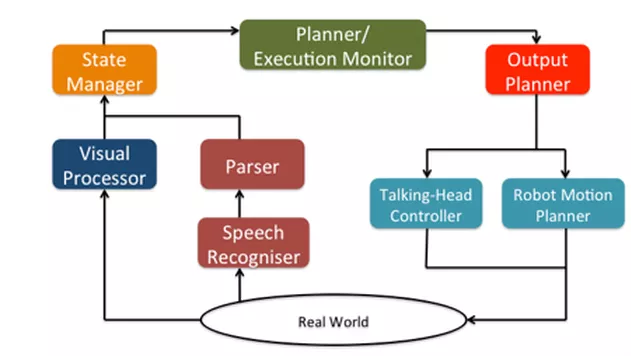 Planner/
Execution Monitor
State
Manager
Output
Planner
Visual
Processor
Parser
Talking-Head
Controller
Robot Motion
Planner
Speech
Recogniser
Real World